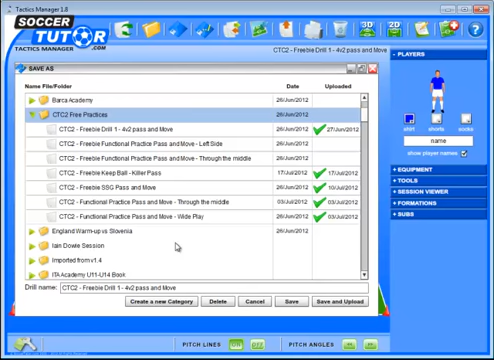 Tactics Manager 1.8
SOCCER
TUTOR
.COM
TACTICS MANAGER
3D
2D
?
CTC2 - Freebie Drill 1 - 4v2 pass and Move
SAVE AS
Name File/Folder Date Uploaded
Barca Academy 26/Jun/2012
CTC2 Free Practices 26/Jun/2012
CTC2 - Freebie Drill 1 - 4v2 pass and Move 26/Jun/2012 27/Jun/2012
CTC2 - Freebie Functional Practice Pass and Move - Left Side 26/Jun/2012
CTC2 - Freebie Functional Practice Pass and Move - Through the middle 26/Jun/2012
CTC2 - Freebie Keep Ball - Killer Pass 17/Jul/2012 17/Jul/2012
CTC2 - Freebie SSG Pass and Move 26/Jun/2012 10/Jul/2012
CTC2 - Functional Practice Pass and Move - Through the middle 03/Jul/2012 03/Jul/2012
CTC2 - Functional Practice Pass and Move - Wide Play 26/Jun/2012 03/Jul/2012
England Warm-up vs Slovenia 26/Jun/2012
Iain Dowie Session
Imported from v1.4
ITA Academy U11-U14 Book
Drill name: CTC2 - Freebie Drill 1 - 4v2 pass and Move
Create a new Category Delete Cancel Save Save and Upload
- PLAYERS
shirt shorts socks
name
show player names
+ EQUIPMENT
+ TOOLS
+ SESSION VIEWER
+ FORMATIONS
+ SUBS
PITCH LINES ON OFF PITCH ANGLES